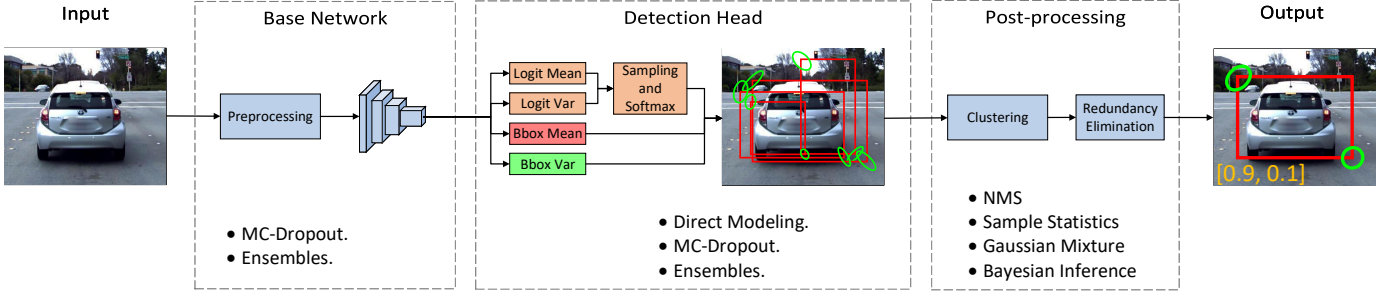 Input
Base Network
Detection Head
Post-processing
Output
Preprocessing
Logit Mean
Logit Var
Bbox Mean
Bbox Var
Sampling
and
Softmax
Clustering
Redundancy
Elimination
[0.9, 0.1]
• MC-Dropout.
• Ensembles.
• Direct Modeling.
• MC-Dropout.
• Ensembles.
• NMS
• Sample Statistics
• Gaussian Mixture
• Bayesian Inference